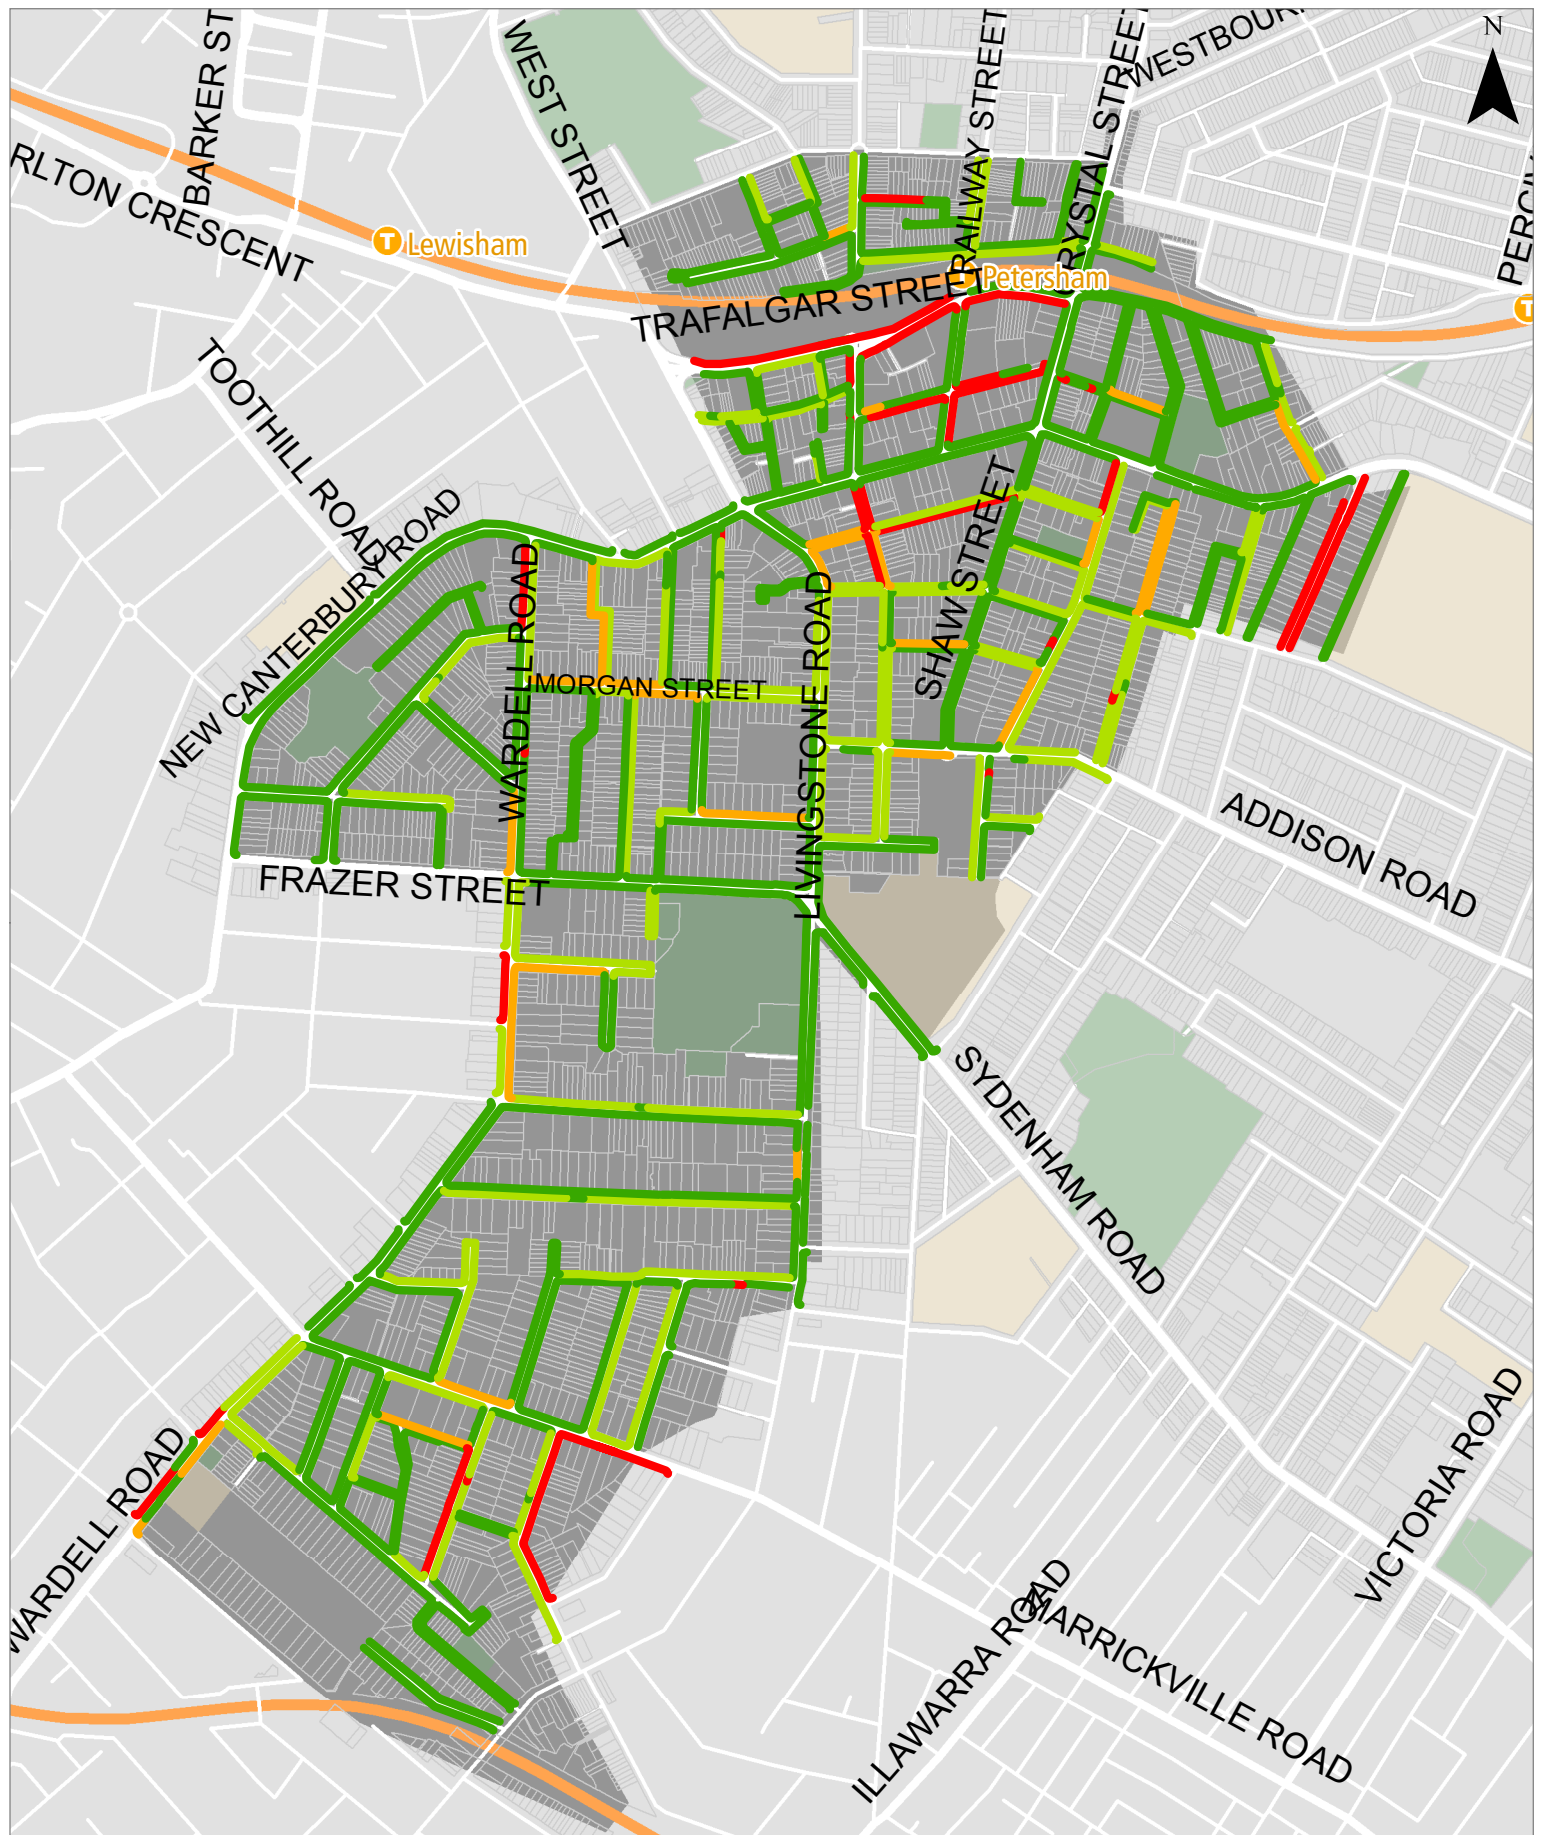 BARKER ST
WEST STREET
RAILWAY STREET
CRYSTAL STREET
WESTBOUR
N
RLTON CRESCENT
T Lewisham
T
Petersham
PERCIV
TRAFALGAR STREET
TOOTHILL ROAD
NEW CANTERBURY ROAD
WARDELL ROAD
SHAW STREET
MORGAN STREET
LIVINGSTONE ROAD
ADDISON ROAD
FRAZER STREET
SYDENHAM ROAD
WARDELL ROAD
VICTORIA ROAD
ILLAWARRA ROAD
MARRICKVILLE ROAD